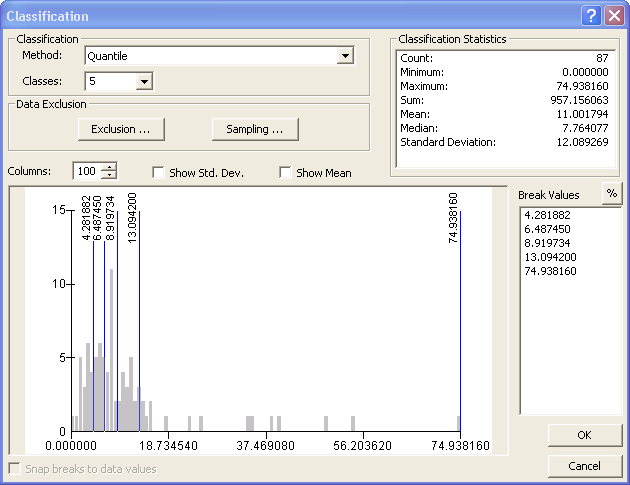 Classification
Classification
Method: Quantile
Classes: 5
Data Exclusion
Exclusion ...
Sampling ...
Classification Statistics
Count: 87
Minimum: 0.000000
Maximum: 74.938160
Sum: 957.156063
Mean: 11.001794
Median: 7.764077
Standard Deviation: 12.089269
Columns: 100 Show Std. Dev. Show Mean
Break Values %
4.281882
6.487450
8.919734
13.094200
74.938160
15
10
5
0
4.281882
6.487450
8.919734
13.094200
74.938160
0.000000 18.734540 37.469080 56.203620 74.938160
Snap breaks to data values
OK
Cancel